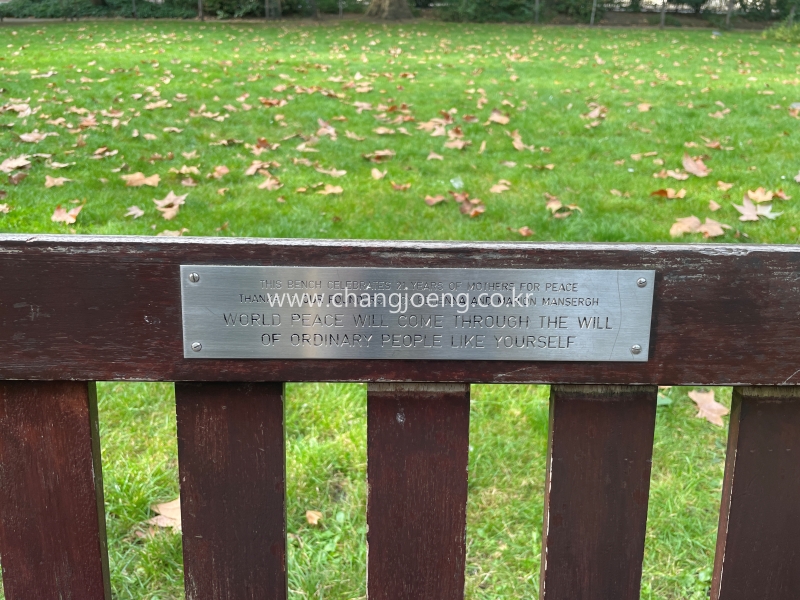 THIS BENCH CELEBRATES YEARS OF MOTHERS FOR PEACE
www.changjoeng.co.kr
MANSERGH
WORLD PEACE WILL COME THROUGH THE WILL
OF ORDINARY PEOPLE LIKE YOURSELF